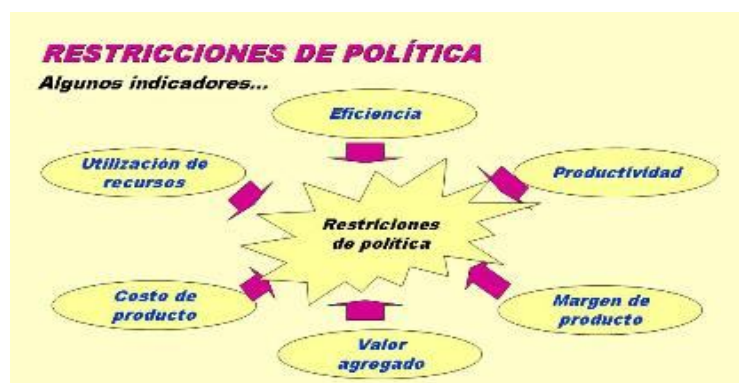 RESTRICCIONES DE POLÍTICA
Algunos indicadores...
Eficiencia
Utilización de
recursos
Productividad
Restriciones
de política
Costo de
producto
Margen de
producto
Valor
agregado